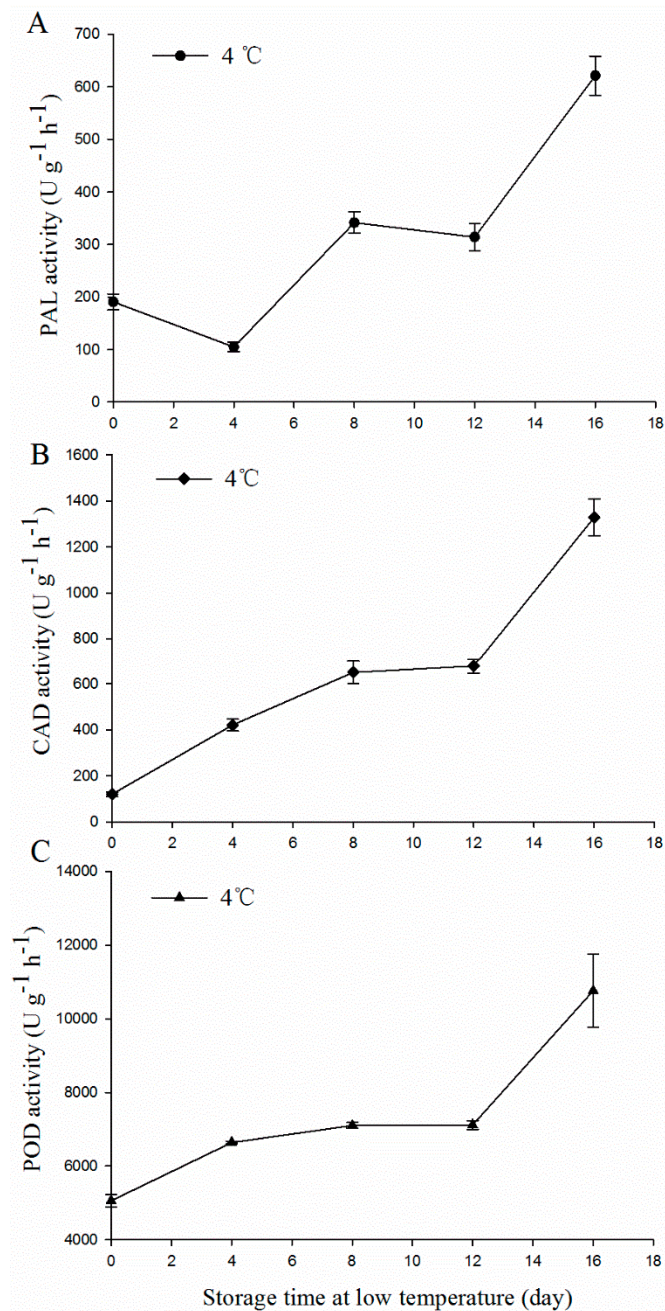 A
700
4 ℃
600
500
400
300
200
100
0
PAL activity (U g⁻¹ h⁻¹)
0 2 4 6 8 10 12 14 16 18
B
1600
4℃
1400
1200
1000
800
600
400
200
0
CAD activity (U g⁻¹ h⁻¹)
0 2 4 6 8 10 12 14 16 18
C
14000
4℃
12000
10000
8000
6000
4000
POD activity (U g⁻¹ h⁻¹)
0 2 4 6 8 10 12 14 16 18
Storage time at low temperature (day)